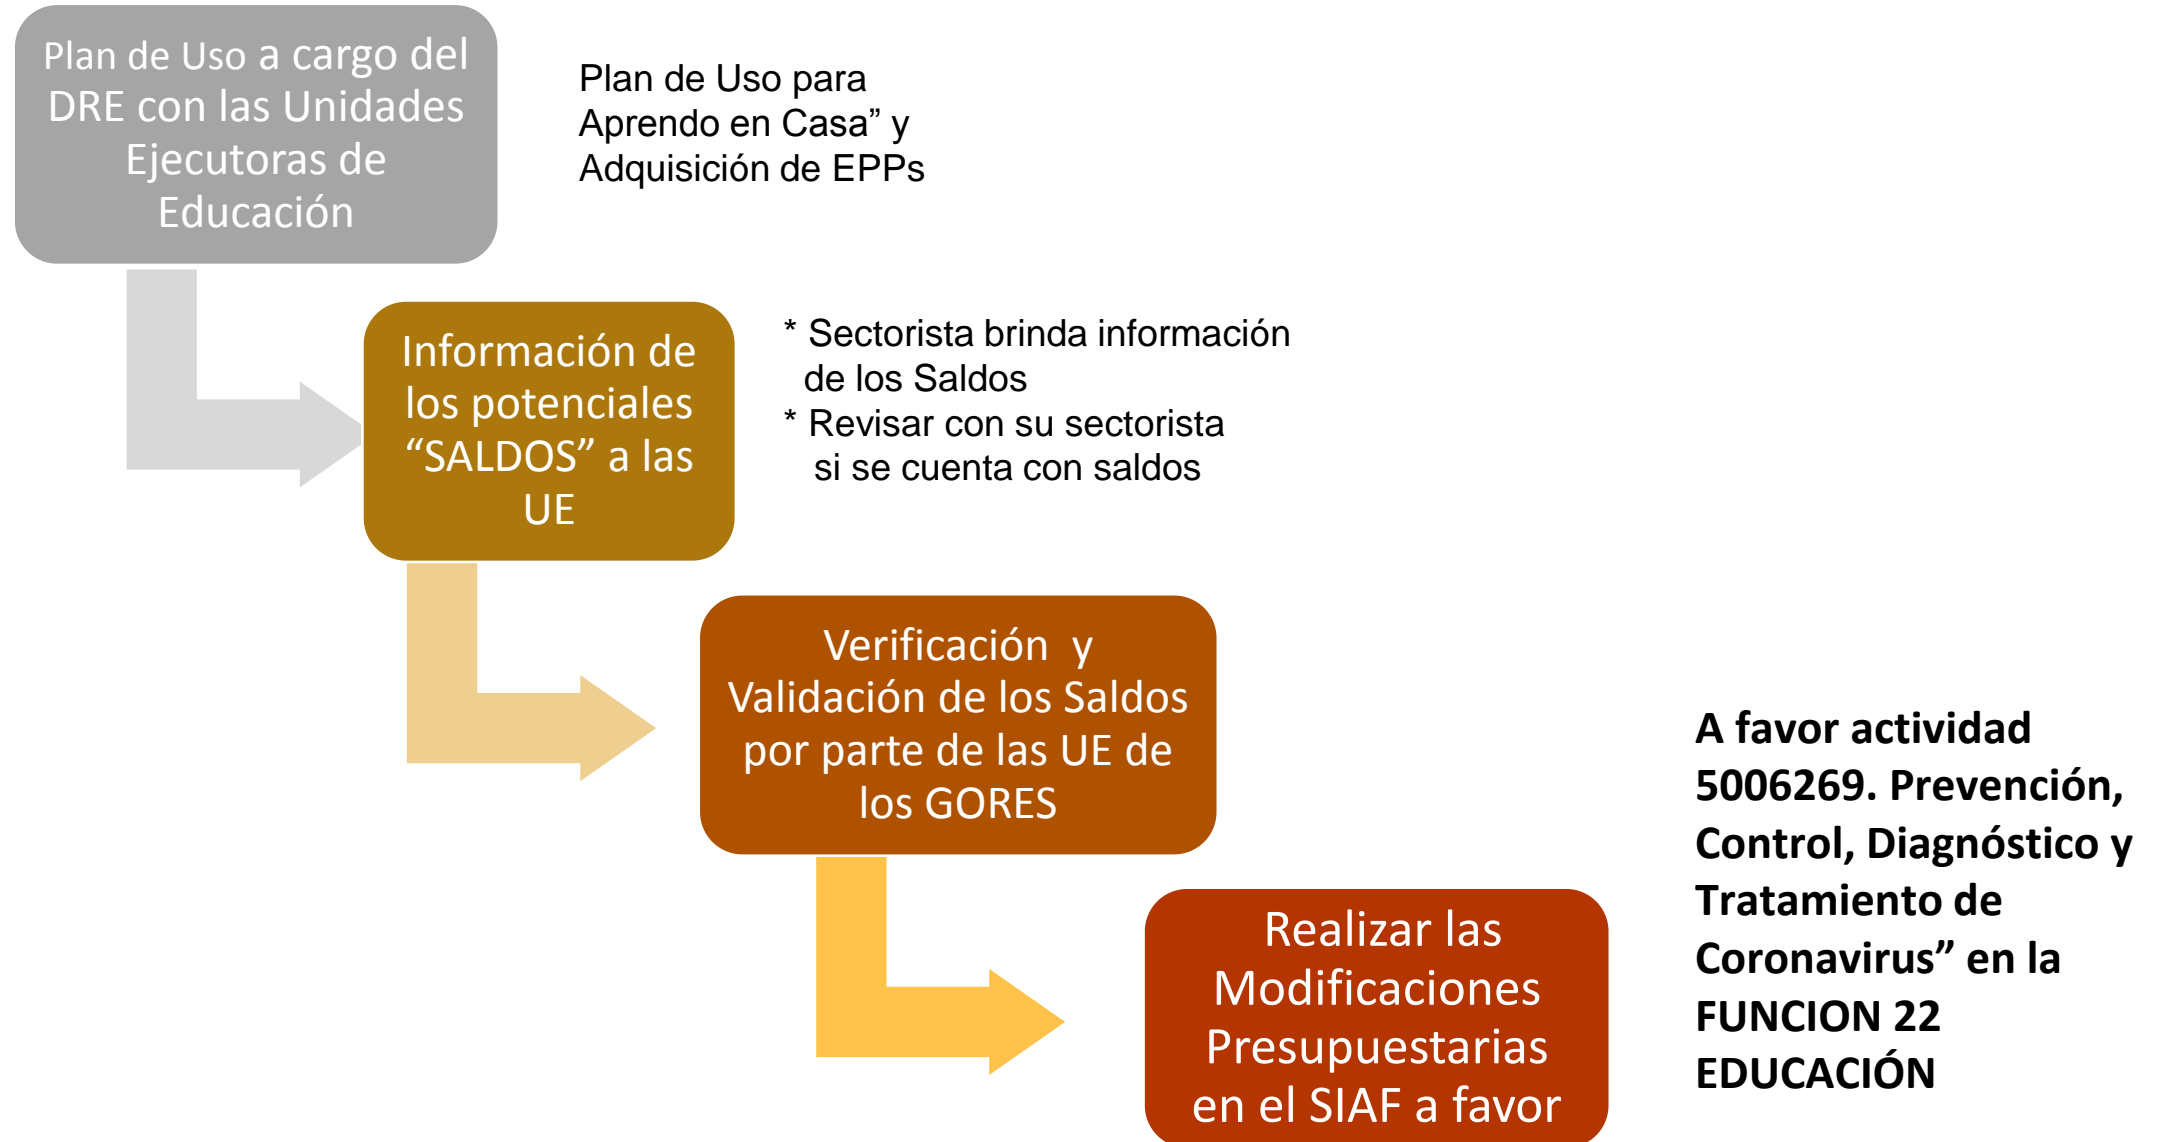 Plan de Uso a cargo del
DRE con las Unidades
Ejecutoras de
Educación
Plan de Uso para
Aprendo en Casa” y
Adquisición de EPPs
Información de
los potenciales
“SALDOS” a las
UE
* Sectorista brinda información
de los Saldos
* Revisar con su sectorista
si se cuenta con saldos
Verificación y
Validación de los Saldos
por parte de las UE de
los GORES
Realizar las
Modificaciones
Presupuestarias
en el SIAF a favor
A favor actividad
5006269. Prevención,
Control, Diagnóstico y
Tratamiento de
Coronavirus” en la
FUNCION 22
EDUCACIÓN